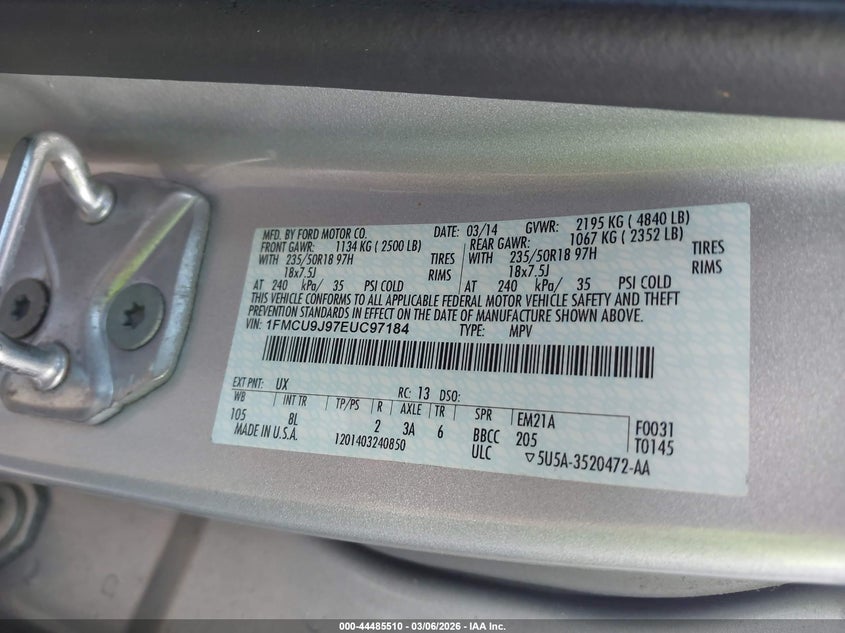 MFD. BY FORD MOTOR CO. DATE: 03/14 GVWR: 2195 KG ( 4840 LB)
FRONT GAWR: 1134 KG ( 2500 LB) REAR GAWR: 1067 KG ( 2352 LB)
WITH 235/50R18 97H TIRES WITH 235/50R18 97H TIRES
18x7.5J RIMS 18x7.5J RIMS
AT 240 kPa/ 35 PSI COLD AT 240 kPa/ 35 PSI COLD
THIS VEHICLE CONFORMS TO ALL APPLICABLE FEDERAL MOTOR VEHICLE SAFETY AND THEFT
PREVENTION STANDARDS IN EFFECT ON THE DATE OF MANUFACTURE SHOWN ABOVE.
VIN: 1FMCU9J97EUC97184 TYPE: MPV
EXT PNT: UX RC: 13 DSO:
WB INT TR TP/PS R AXLE TR SPR EM21A F0031
105 8L 2 3A 6 BBCC 205 T0145
MADE IN U.S.A. 1201403240850 ULC ▽5U5A-3520472-AA
000-44485510 - 03/06/2026 - IAA Inc.